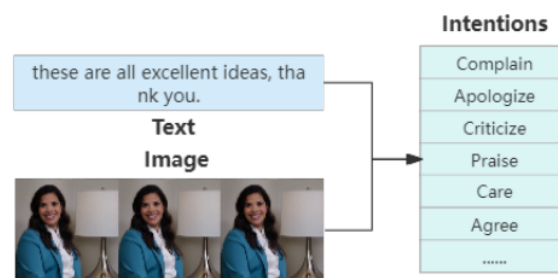 Intentions
these are all excellent ideas, tha
nk you.
Text
Image
Complain
Apologize
Criticize
Praise
Care
Agree
......